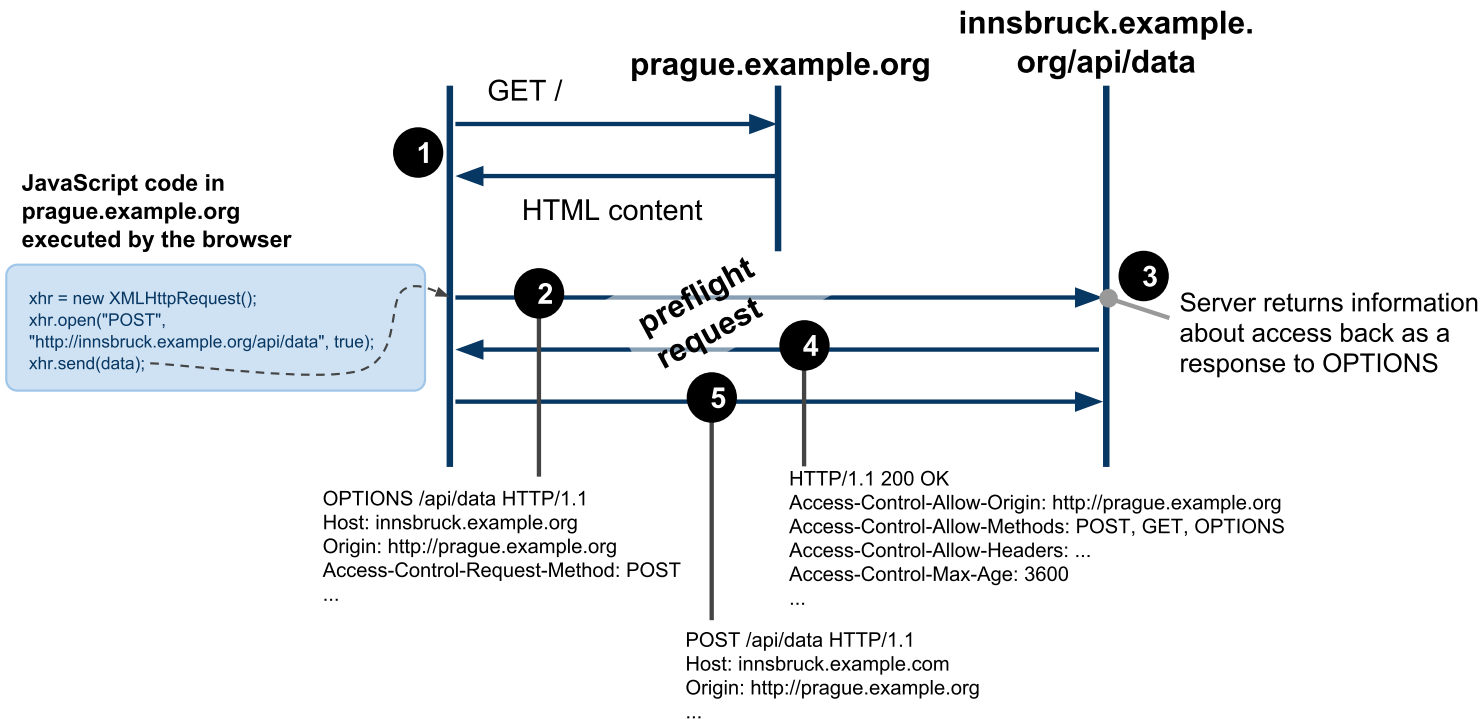 innsbruck.example.
org/api/data
prague.example.org
GET /
1
HTML content
JavaScript code in
prague.example.org
executed by the browser
xhr = new XMLHttpRequest();
xhr.open("POST",
"http://innsbruck.example.org/api/data", true);
xhr.send(data);
2
preflight
request
3
Server returns information
about access back as a
response to OPTIONS
4
5
OPTIONS /api/data HTTP/1.1
Host: innsbruck.example.org
Origin: http://prague.example.org
Access-Control-Request-Method: POST
...
HTTP/1.1 200 OK
Access-Control-Allow-Origin: http://prague.example.org
Access-Control-Allow-Methods: POST, GET, OPTIONS
Access-Control-Allow-Headers: ...
Access-Control-Max-Age: 3600
...
POST /api/data HTTP/1.1
Host: innsbruck.example.com
Origin: http://prague.example.org
...